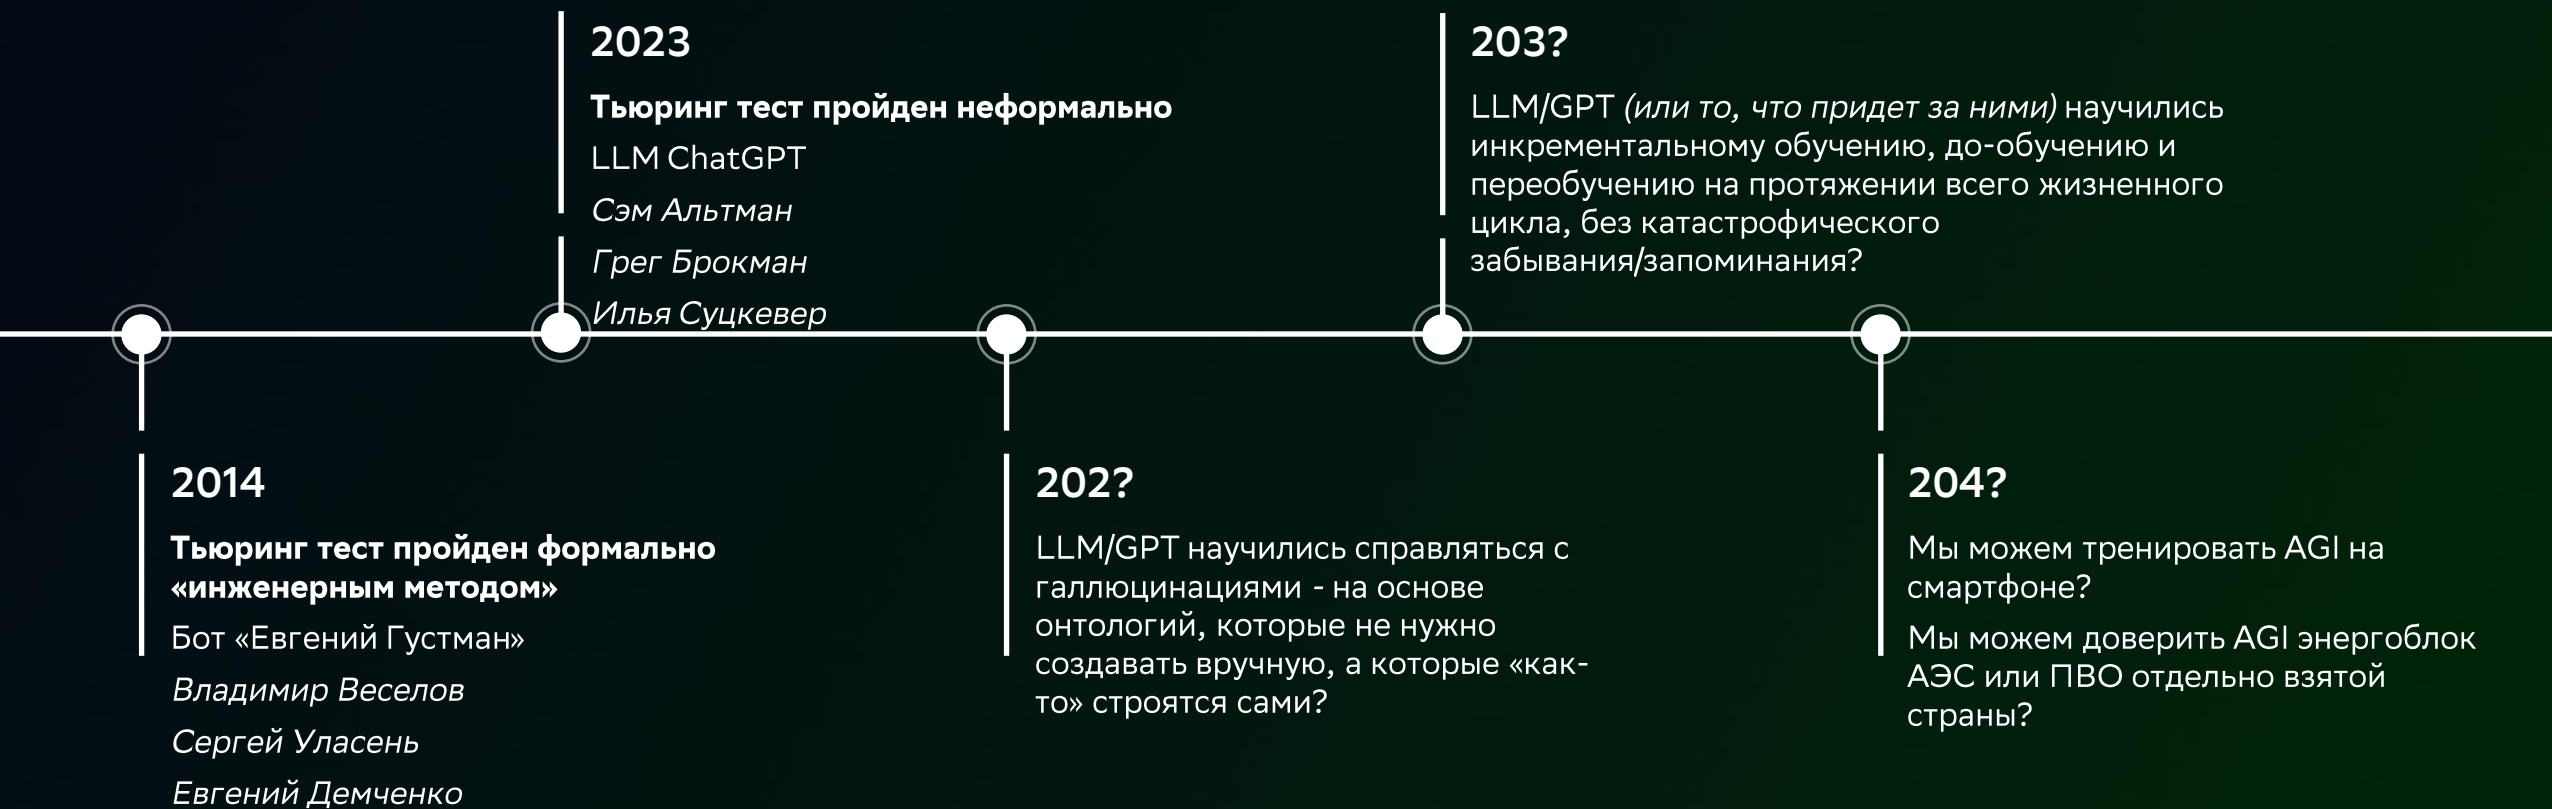 2023
Тьюринг тест пройден неформально
LLM ChatGPT
Сэм Альтман
Грег Брокман
Илья Суцкевер
203?
LLM/GPT (или то, что придет за ними) научились
инкрементальному обучению, до-обучению и
переобучению на протяжении всего жизненного
цикла, без катастрофического
забывания/запоминания?
2014
Тьюринг тест пройден формально
«инженерным методом»
Бот «Евгений Густман»
Владимир Веселов
Сергей Уласень
Евгений Демченко
202?
LLM/GPT научились справляться с
галлюцинациями - на основе
онтологий, которые не нужно
создавать вручную, а которые «как-
то» строятся сами?
204?
Мы можем тренировать AGI на
смартфоне?
Мы можем доверить AGI энергоблок
АЭС или ПВО отдельно взятой
страны?